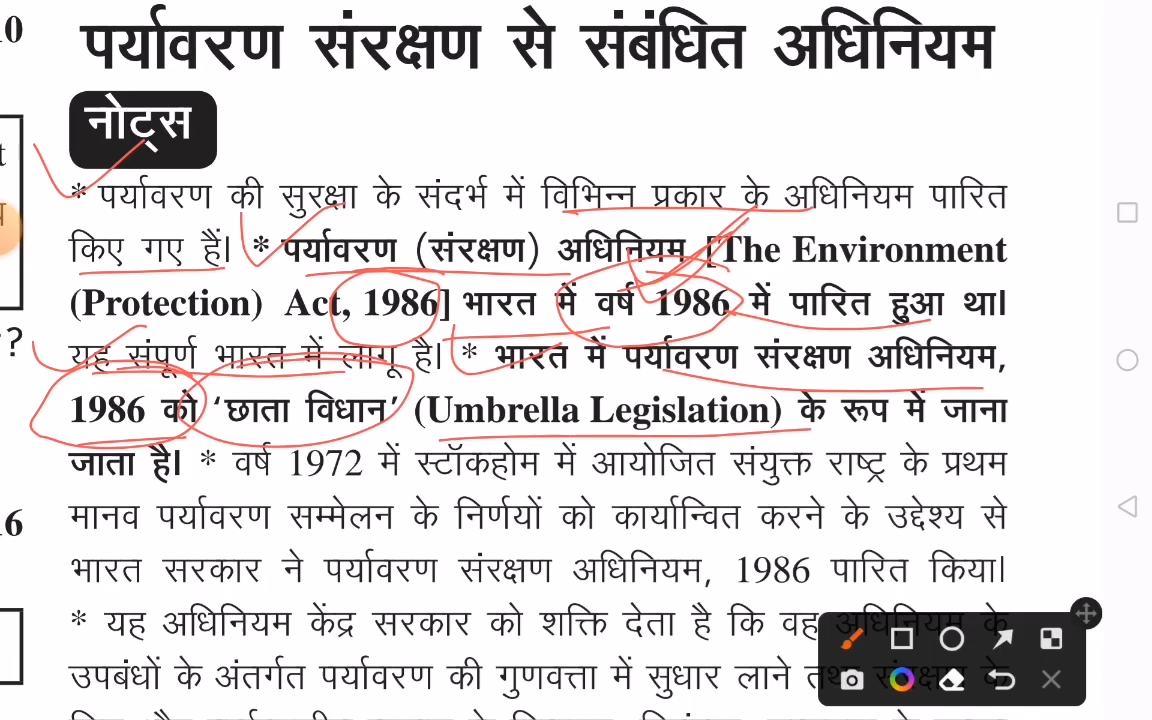 10
पर्यावरण संरक्षण से संबंधित अधिनियम
नोट्स
t
* पर्यावरण की सुरक्षा के संदर्भ में विभिन्न प्रकार के अधिनियम पारित
किए गए हैं। * पर्यावरण (संरक्षण) अधिनियम [The Environment
(Protection) Act, 1986] भारत में वर्ष 1986 में पारित हुआ था।
?
यह संपूर्ण भारत में लागू है। * भारत में पर्यावरण संरक्षण अधिनियम,
1986 को ‘छाता विधान’ (Umbrella Legislation) के रूप में जाना
जाता है। * वर्ष 1972 में स्टॉकहोम में आयोजित संयुक्त राष्ट्र के प्रथम
6
मानव पर्यावरण सम्मेलन के निर्णयों को कार्यान्वित करने के उद्देश्य से
भारत सरकार ने पर्यावरण संरक्षण अधिनियम, 1986 पारित किया।
* यह अधिनियम केंद्र सरकार को शक्ति देता है कि वह अधिनियम के
उपबंधों के अंतर्गत पर्यावरण की गुणवत्ता में सुधार लाने तथा संरक्षण के